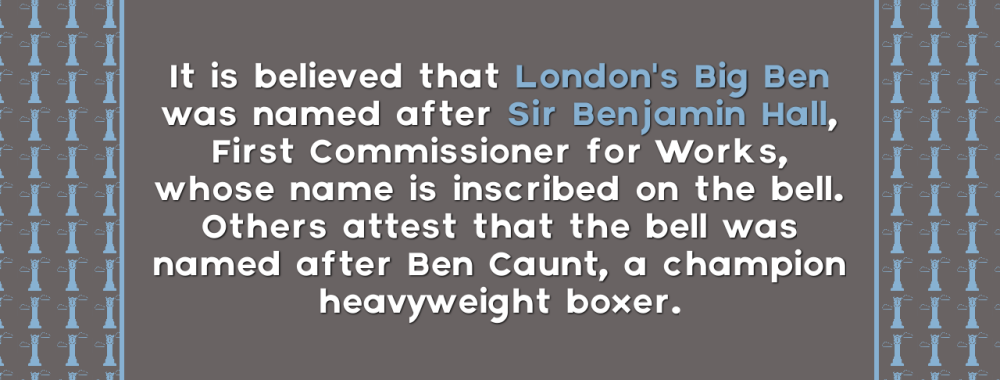 It is believed that London's Big Ben
was named after Sir Benjamin Hall,
First Commissioner for Works,
whose name is inscribed on the bell.
Others attest that the bell was
named after Ben Caunt, a champion
heavyweight boxer.